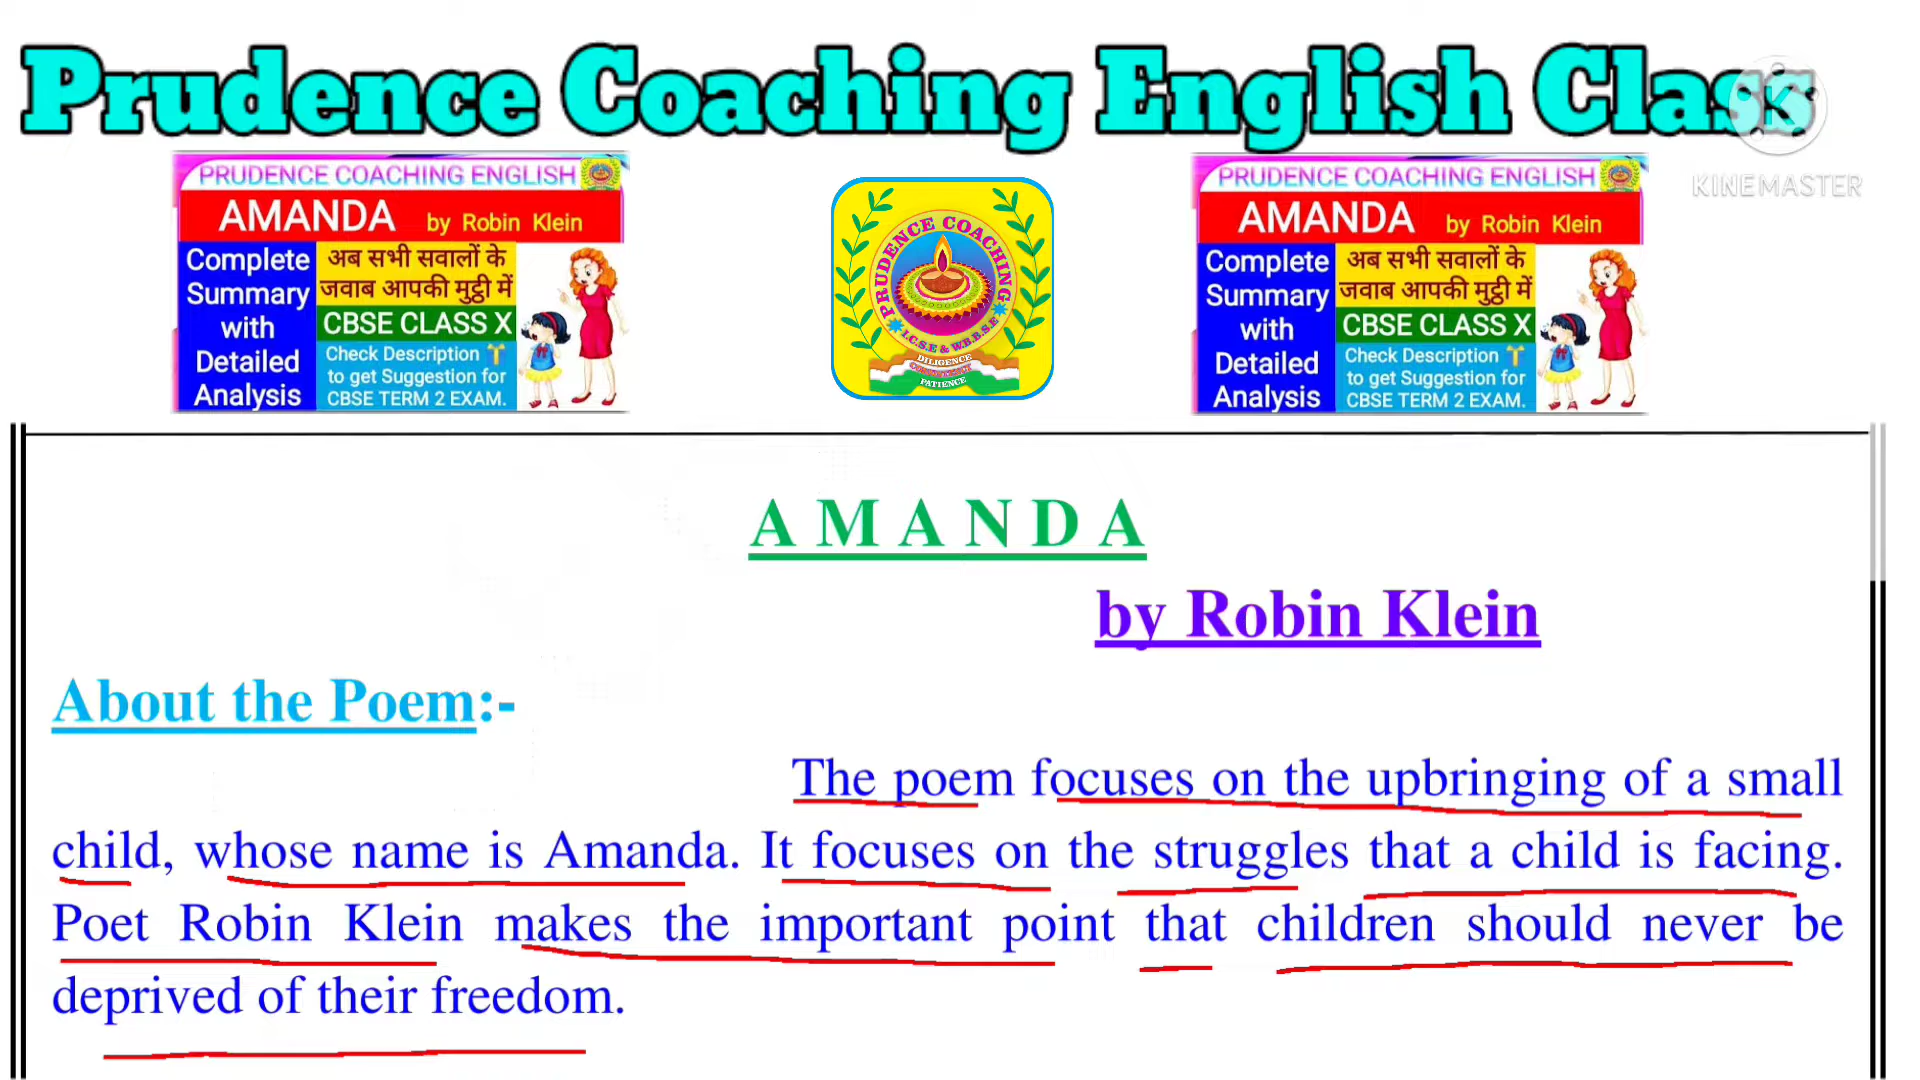 Prudence Coaching English Class
K
KINEMASTER
PRUDENCE COACHING ENGLISH
AMANDA by Robin Klein
Complete
Summary
with
Detailed
Analysis
अब सभी सवालों के
जवाब आपकी मुट्ठी में
CBSE CLASS X
Check Description
to get Suggestion for
CBSE TERM 2 EXAM.
PRUDENCE COACHING
I.C.S.E & W.B.B.S.E
DILIGENCE
PATIENCE
PRUDENCE COACHING ENGLISH
AMANDA by Robin Klein
Complete
Summary
with
Detailed
Analysis
अब सभी सवालों के
जवाब आपकी मुट्ठी में
CBSE CLASS X
Check Description
to get Suggestion for
CBSE TERM 2 EXAM.
A M A N D A
by Robin Klein
About the Poem:-
The poem focuses on the upbringing of a small
child, whose name is Amanda. It focuses on the struggles that a child is facing.
Poet Robin Klein makes the important point that children should never be
deprived of their freedom.